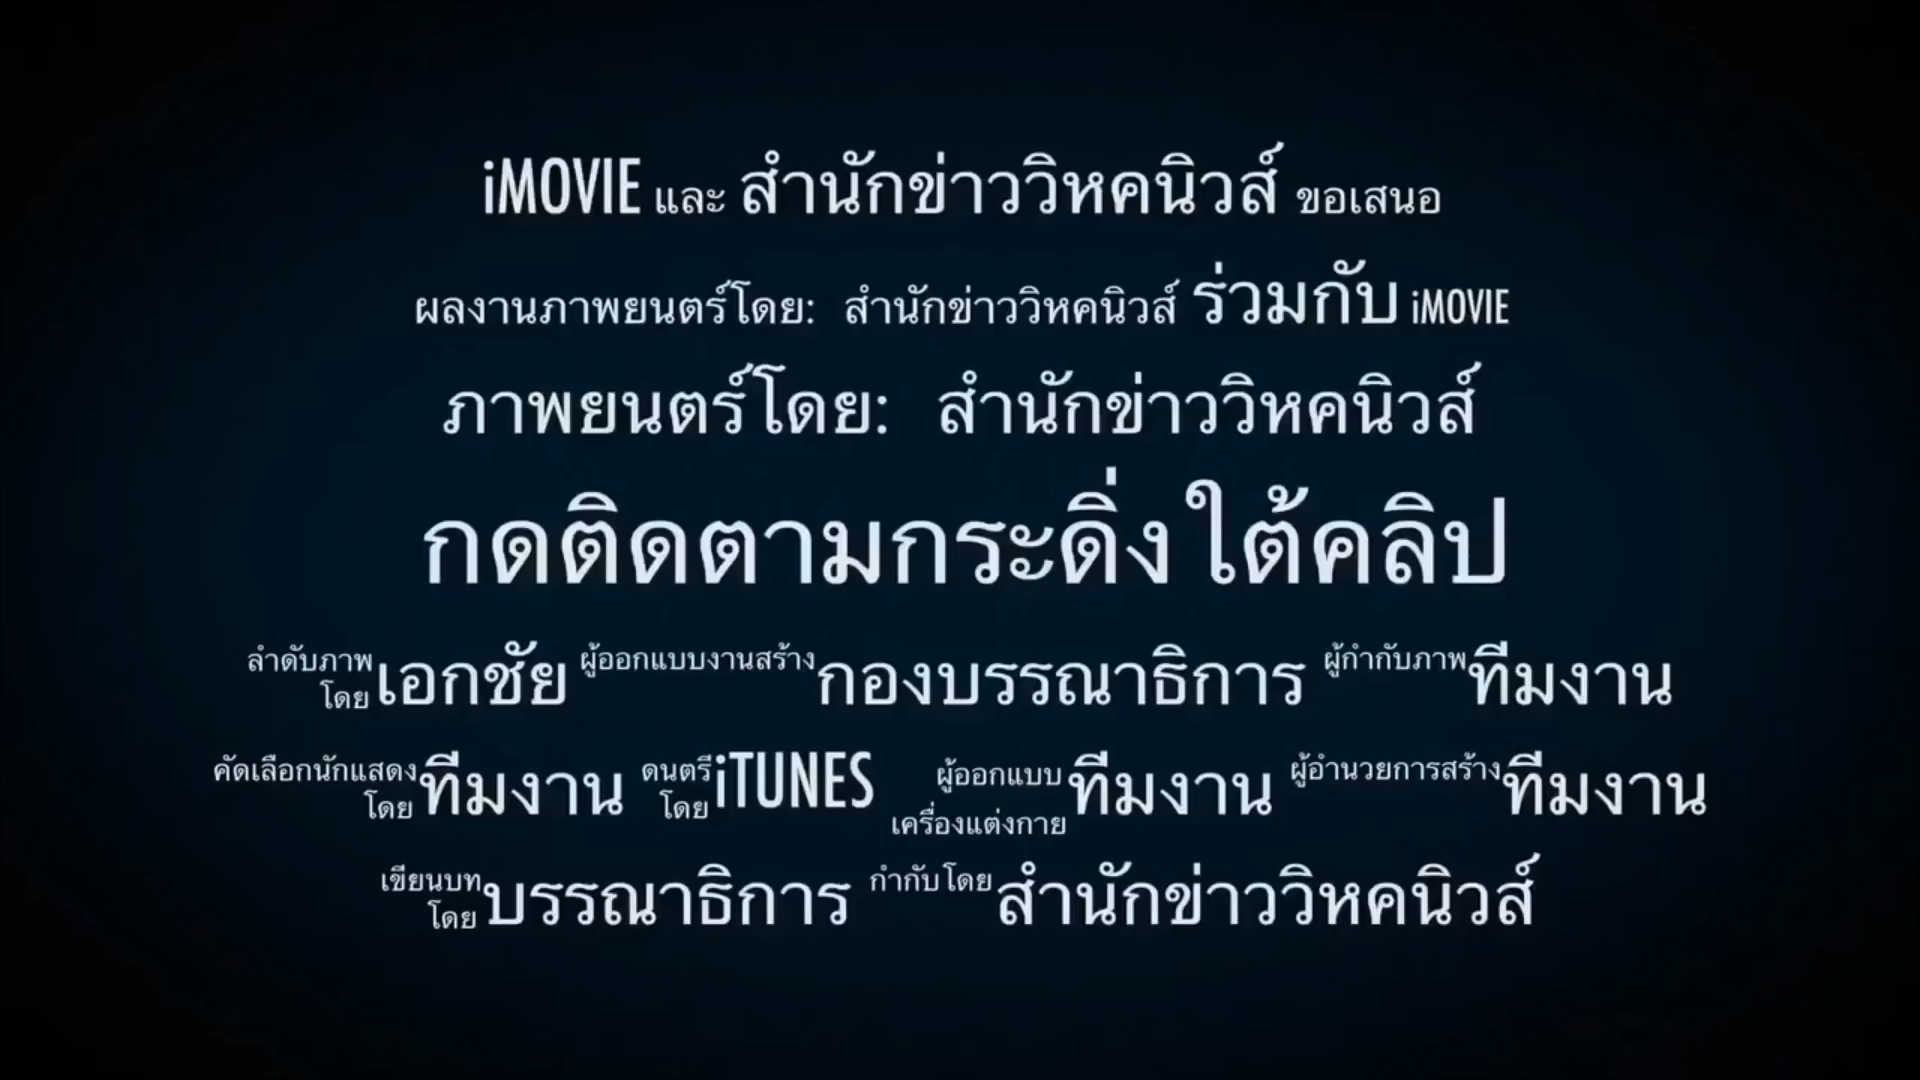 iMOVIE และ สำนักข่าววิหคนิวส์ ขอเสนอ
ผลงานภาพยนตร์โดย: สำนักข่าววิหคนิวส์ ร่วมกับ iMOVIE
ภาพยนตร์โดย: สำนักข่าววิหคนิวส์
กดติดตามกระดิ่งใต้คลิป
ลำดับภาพโดย เอกชัย ผู้ออกแบบงานสร้าง กองบรรณาธิการ ผู้กำกับภาพ ทีมงาน
คัดเลือกนักแสดงโดย ทีมงาน ดนตรีโดย iTUNES ผู้ออกแบบเครื่องแต่งกาย ทีมงาน ผู้อำนวยการสร้าง ทีมงาน
เขียนบทโดย บรรณาธิการ กำกับโดย สำนักข่าววิหคนิวส์